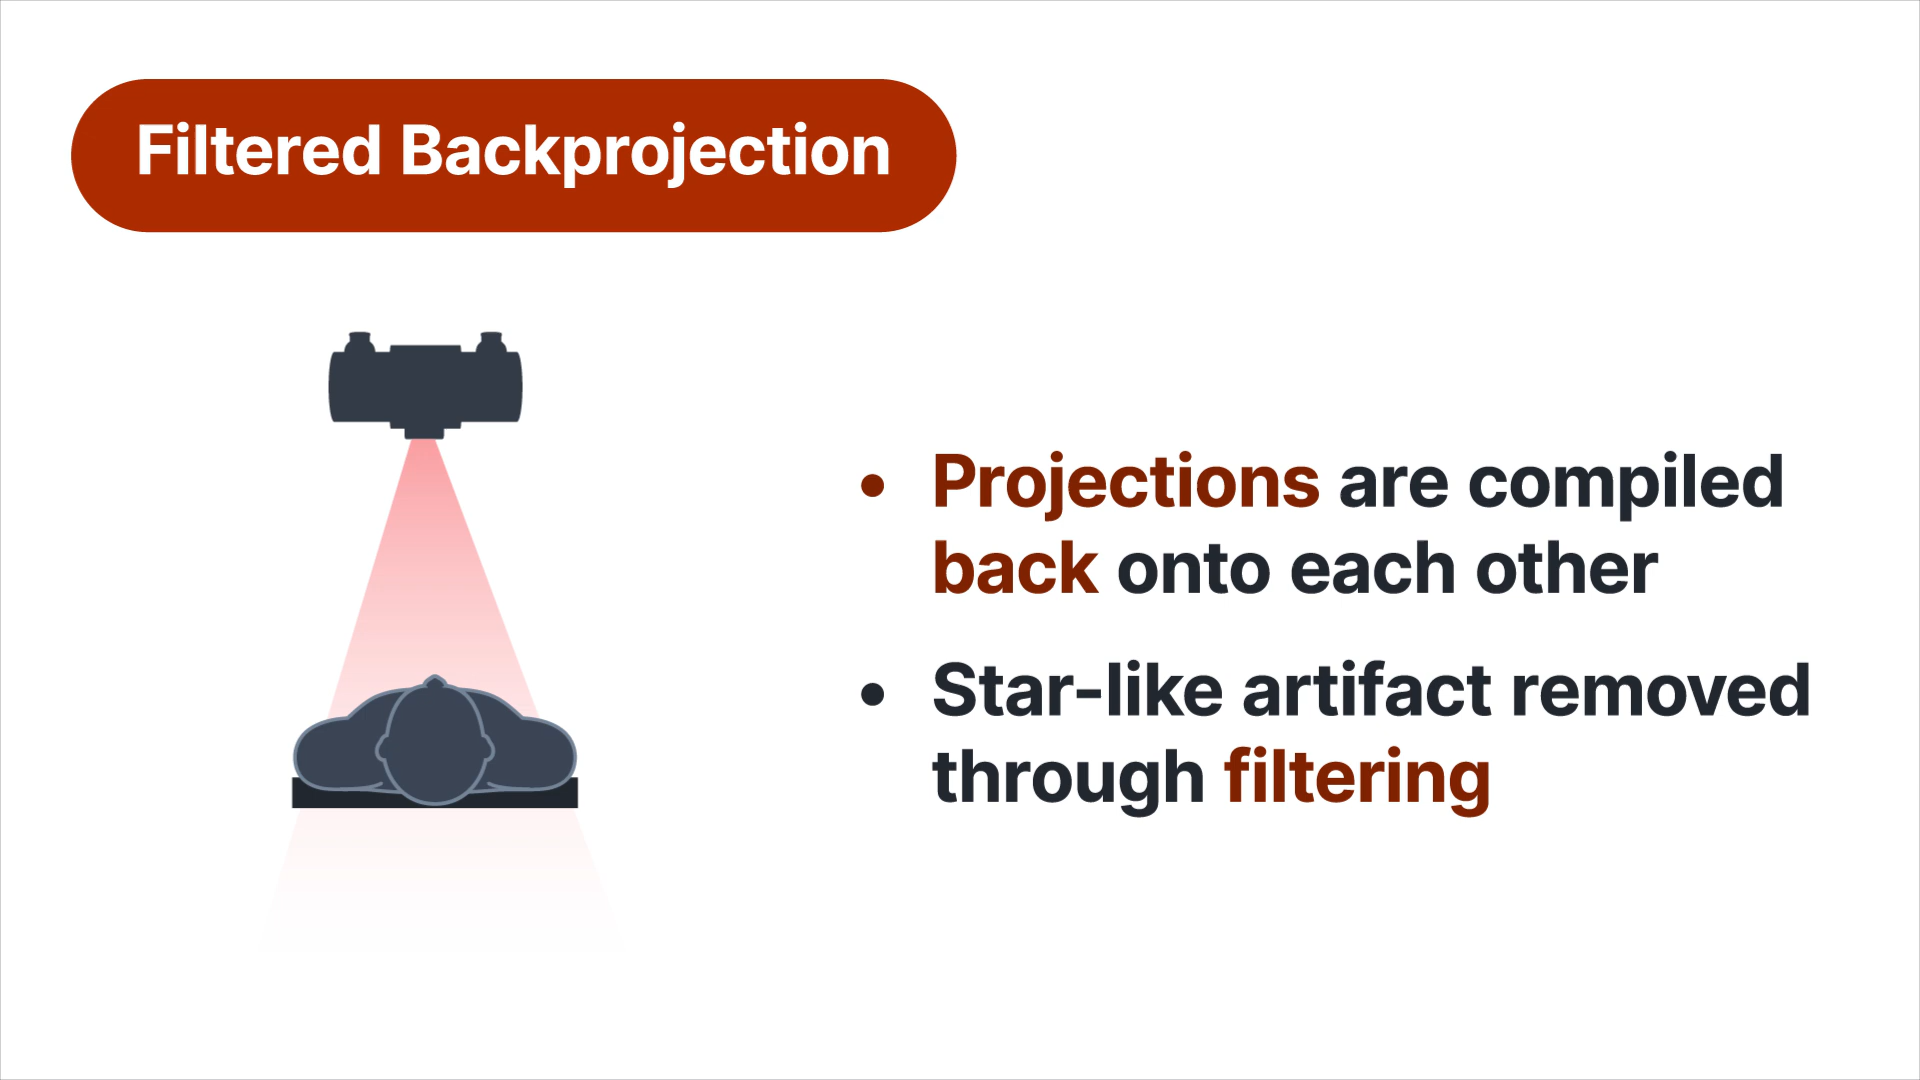 Filtered Backprojection
• Projections are compiled
back onto each other
• Star-like artifact removed
through filtering